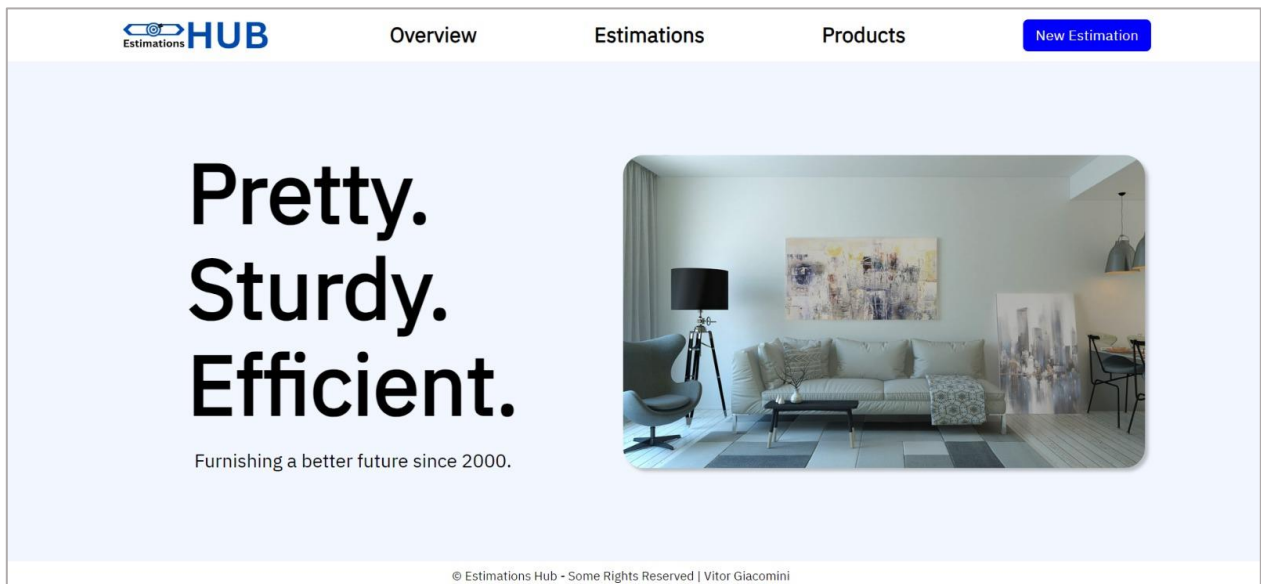 Estimations HUB
Overview
Estimations
Products
New Estimation
Pretty.
Sturdy.
Efficient.
Furnishing a better future since 2000.
© Estimations Hub - Some Rights Reserved | Vitor Giacomini